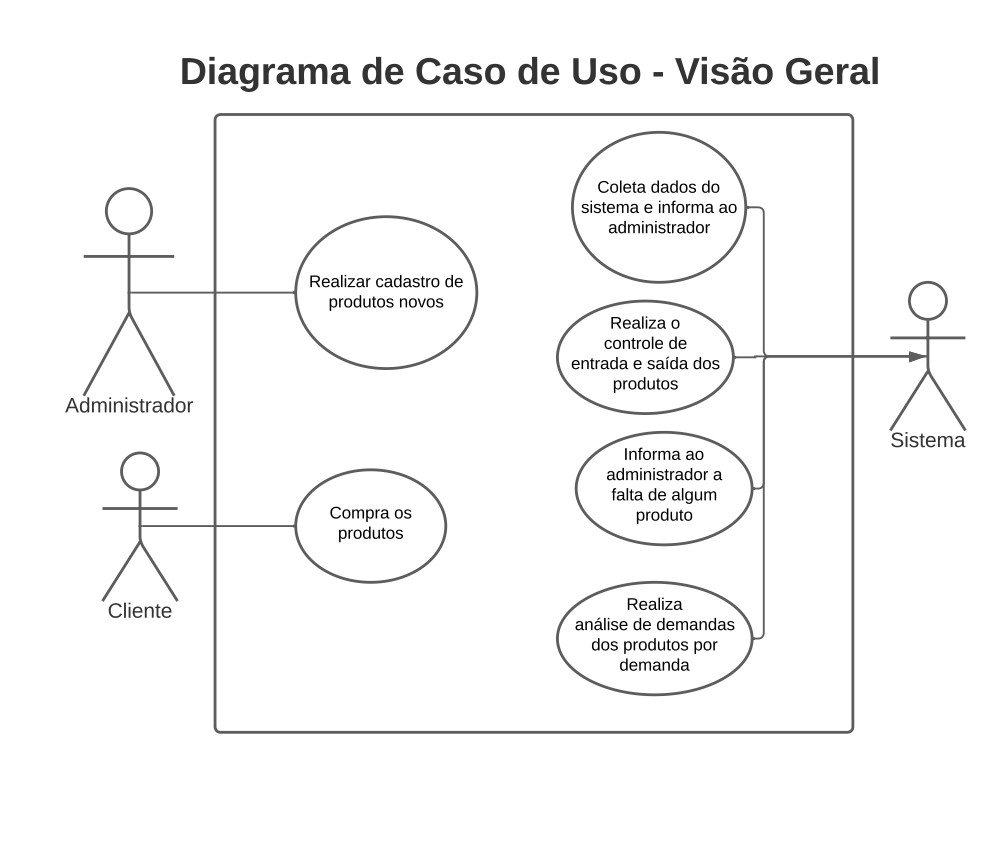 Diagrama de Caso de Uso - Visão Geral
Coleta dados do
sistema e informa ao
administrador
Realizar cadastro de
produtos novos
Realiza o
controle de
entrada e saída dos
produtos
Administrador
Sistema
Informa ao
administrador a
falta de algum
produto
Compra os
produtos
Cliente
Realiza
análise de demandas
dos produtos por
demanda